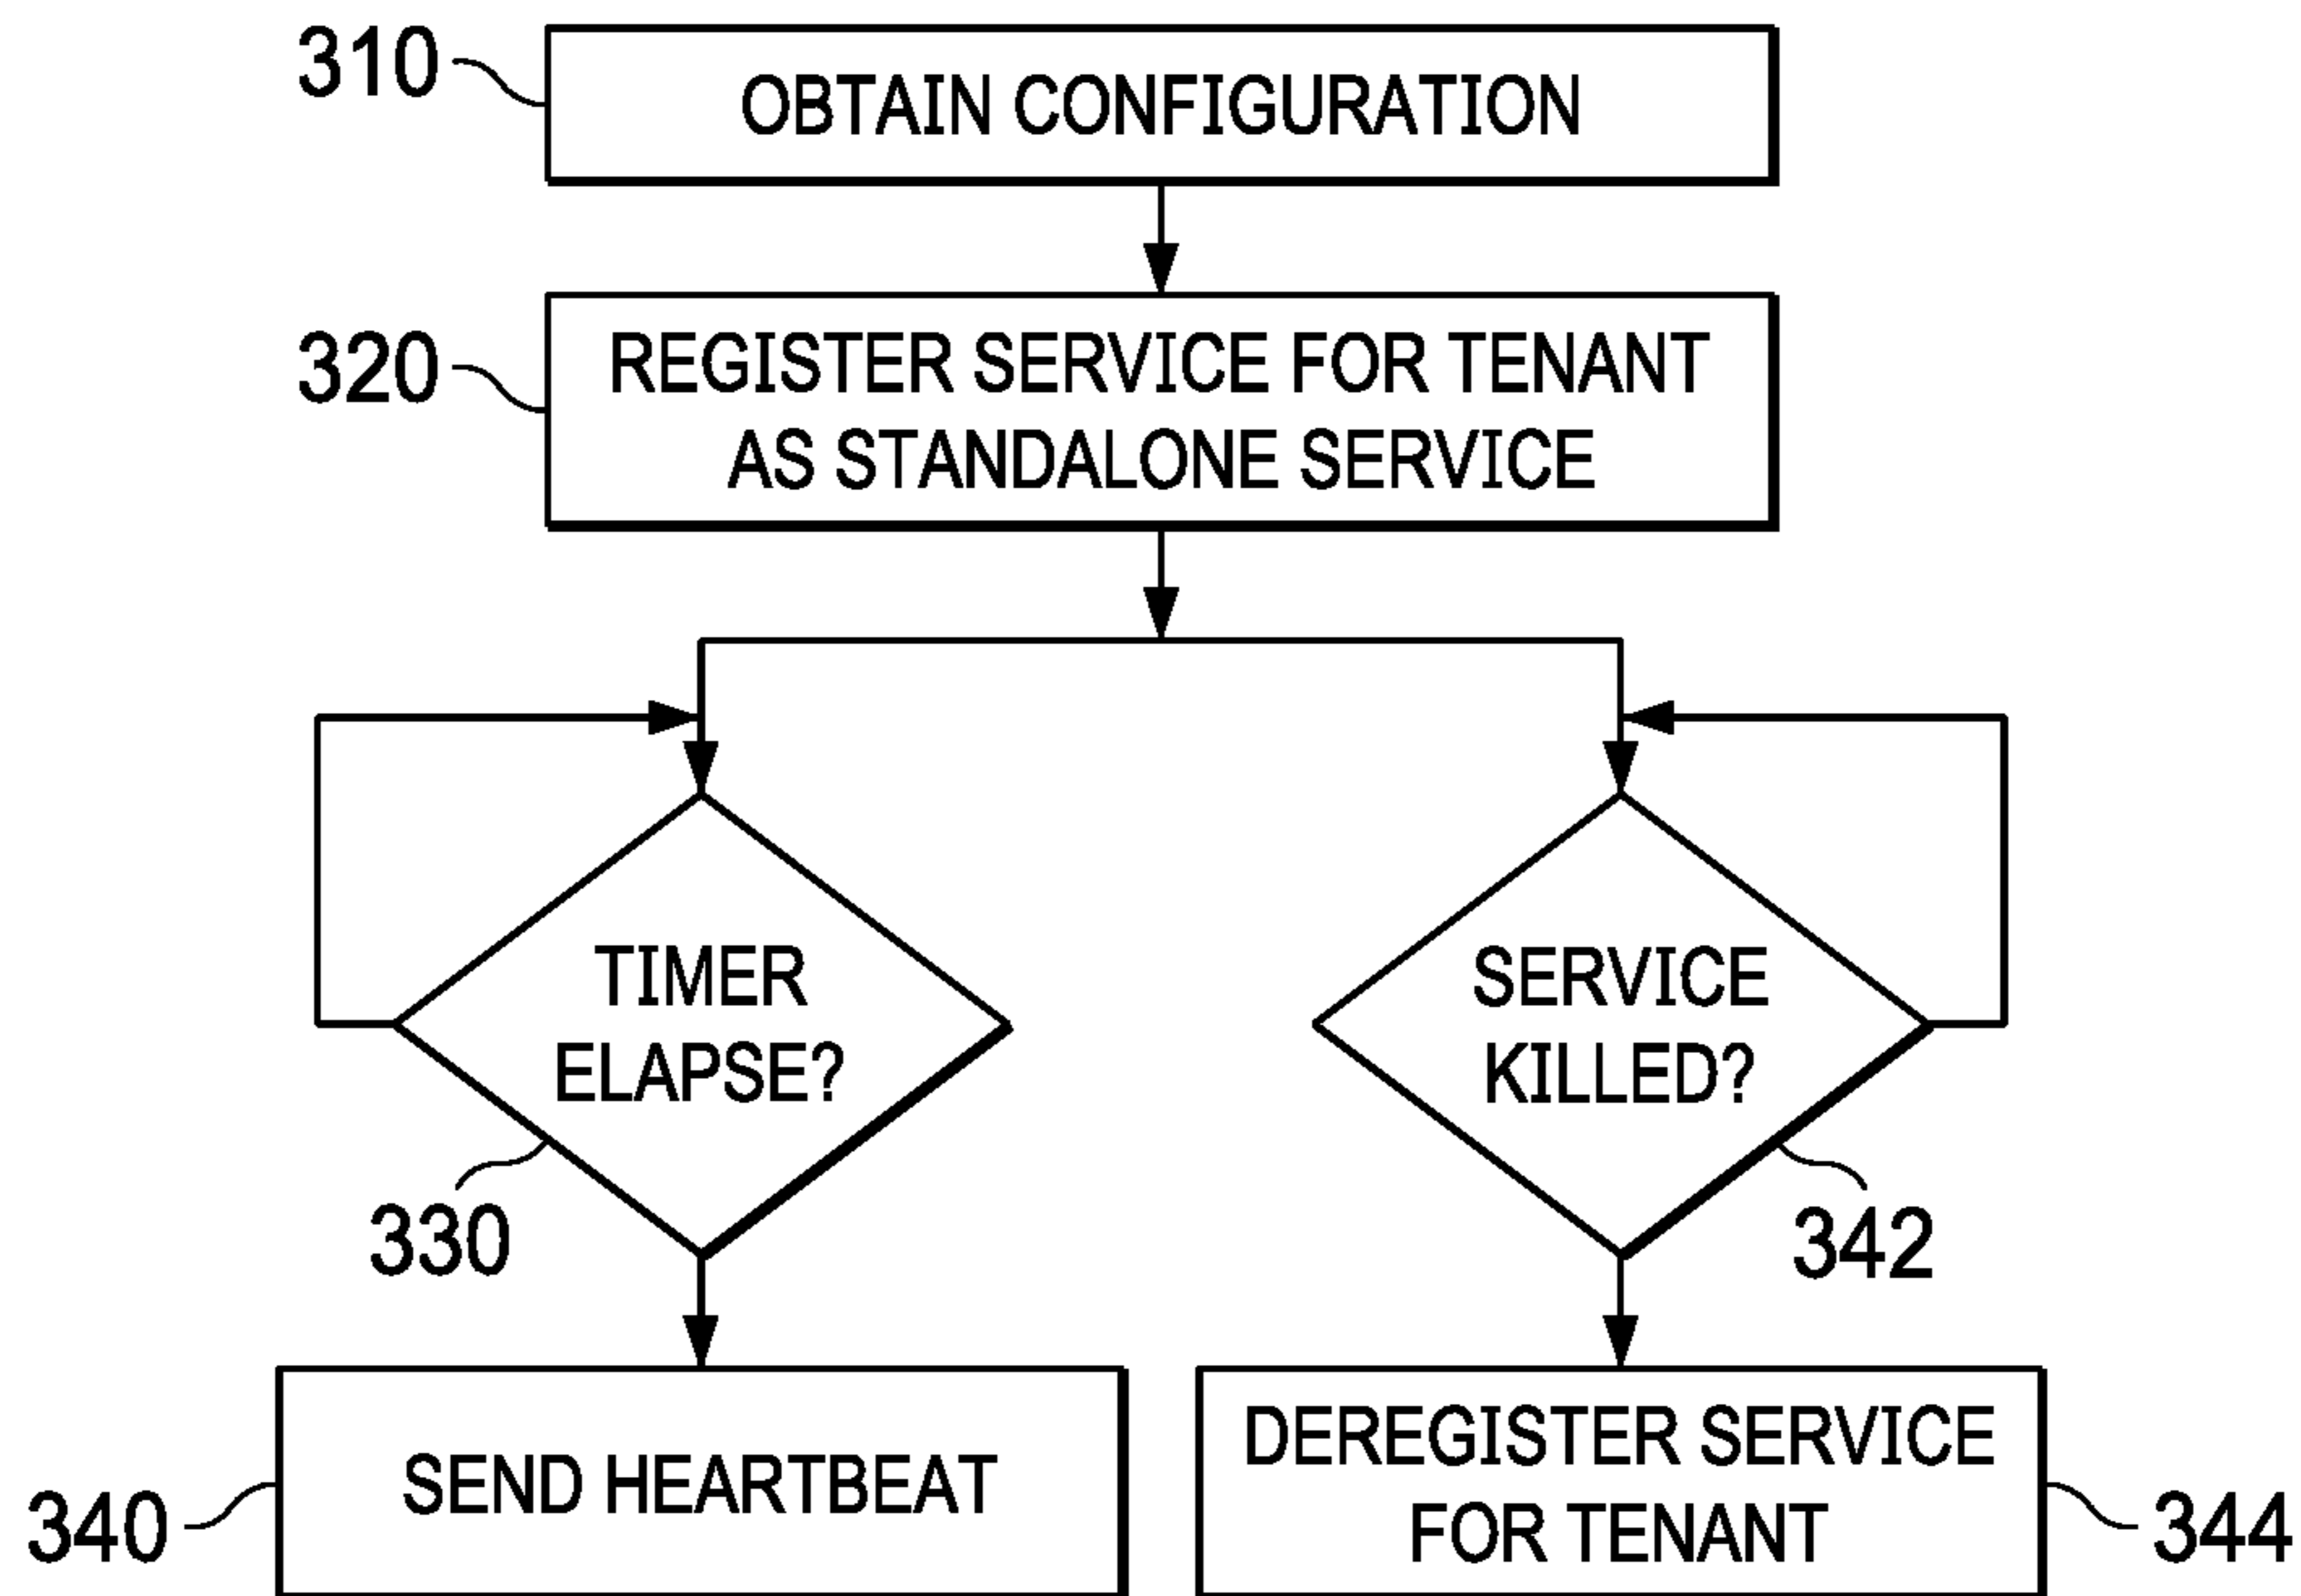 310
OBTAIN CONFIGURATION
320
REGISTER SERVICE FOR TENANT
AS STANDALONE SERVICE
TIMER
ELAPSE?
330
SERVICE
KILLED?
342
340
SEND HEARTBEAT
DEREGISTER SERVICE
FOR TENANT
344